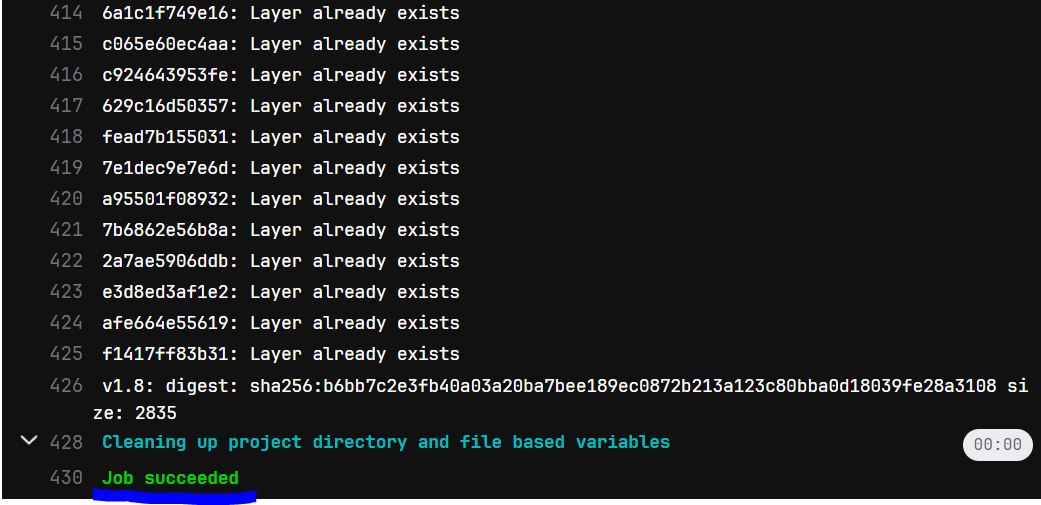 414 6a1c1f749e16: Layer already exists
415 c065e60ec4aa: Layer already exists
416 c924643953fe: Layer already exists
417 629c16d50357: Layer already exists
418 fead7b155031: Layer already exists
419 7e1dec9e7e6d: Layer already exists
420 a95501f08932: Layer already exists
421 7b6862e56b8a: Layer already exists
422 2a7ae5906ddb: Layer already exists
423 e3d8ed3af1e2: Layer already exists
424 afe664e55619: Layer already exists
425 f1417ff83b31: Layer already exists
426 v1.8: digest: sha256:b6bb7c2e3fb40a03a20ba7bee189ec0872b213a123c80bba0d18039fe28a3108 si
ze: 2835
428 Cleaning up project directory and file based variables 00:00
430 Job succeeded